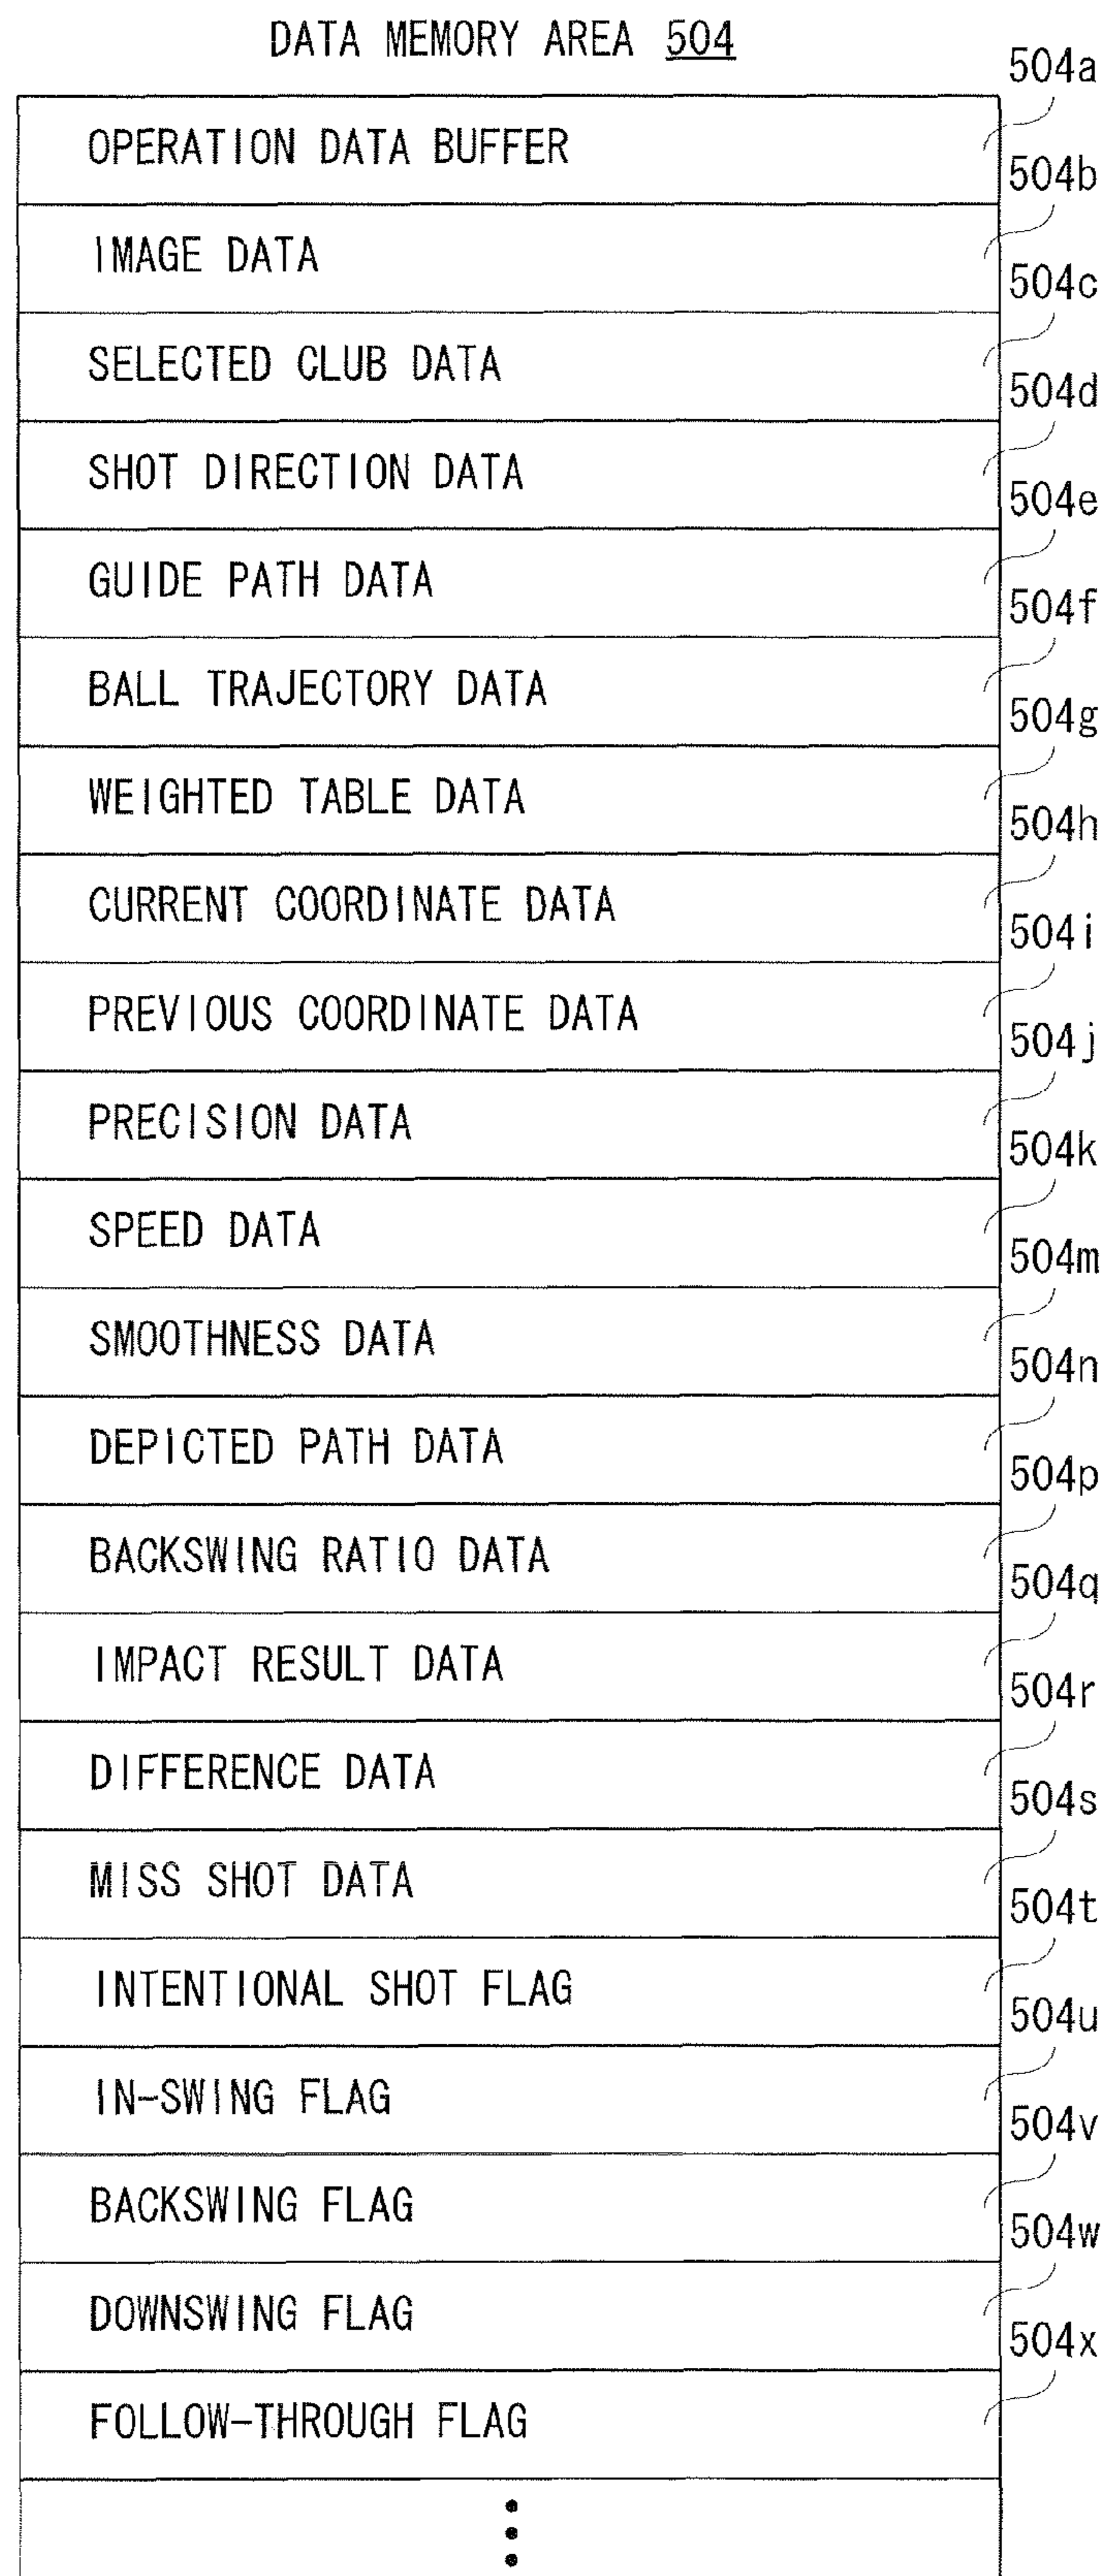 DATA MEMORY AREA 504
504a
OPERATION DATA BUFFER
504b
IMAGE DATA
504c
SELECTED CLUB DATA
504d
SHOT DIRECTION DATA
504e
GUIDE PATH DATA
504f
BALL TRAJECTORY DATA
504g
WEIGHTED TABLE DATA
504h
CURRENT COORDINATE DATA
504i
PREVIOUS COORDINATE DATA
504j
PRECISION DATA
504k
SPEED DATA
504m
SMOOTHNESS DATA
504n
DEPICTED PATH DATA
504p
BACKSWING RATIO DATA
504q
IMPACT RESULT DATA
504r
DIFFERENCE DATA
504s
MISS SHOT DATA
504t
INTENTIONAL SHOT FLAG
504u
IN-SWING FLAG
504v
BACKSWING FLAG
504w
DOWNSWING FLAG
504x
FOLLOW-THROUGH FLAG